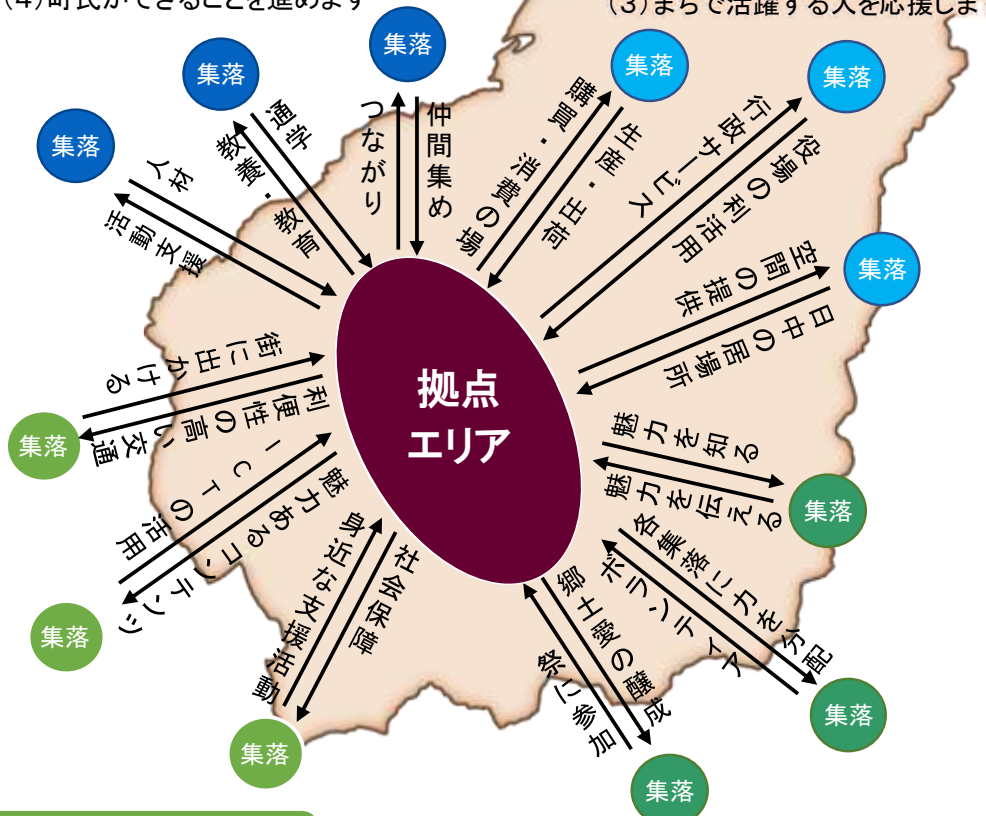 (4)町民ができることを進めます
(3)まちで活躍する人を応援しま
集落
集落
集落
集落
集落
集落
集落
集落
集落
集落
集落
集落
人材
活動支援
通学
教養・教育
つながり
仲間集め
購買・消費の場
生産・出荷
行政サービス
役場の利活用
空間の提供
日中の居場所
街に出かける
利便性の高い交通
ICTの活用
魅力あるコンテンツ
身近な支援活動
社会保障
郷土愛の醸成
祭に参加
各集落に力を分配
ボランティア
魅力を知る
魅力を伝える
拠点
エリア